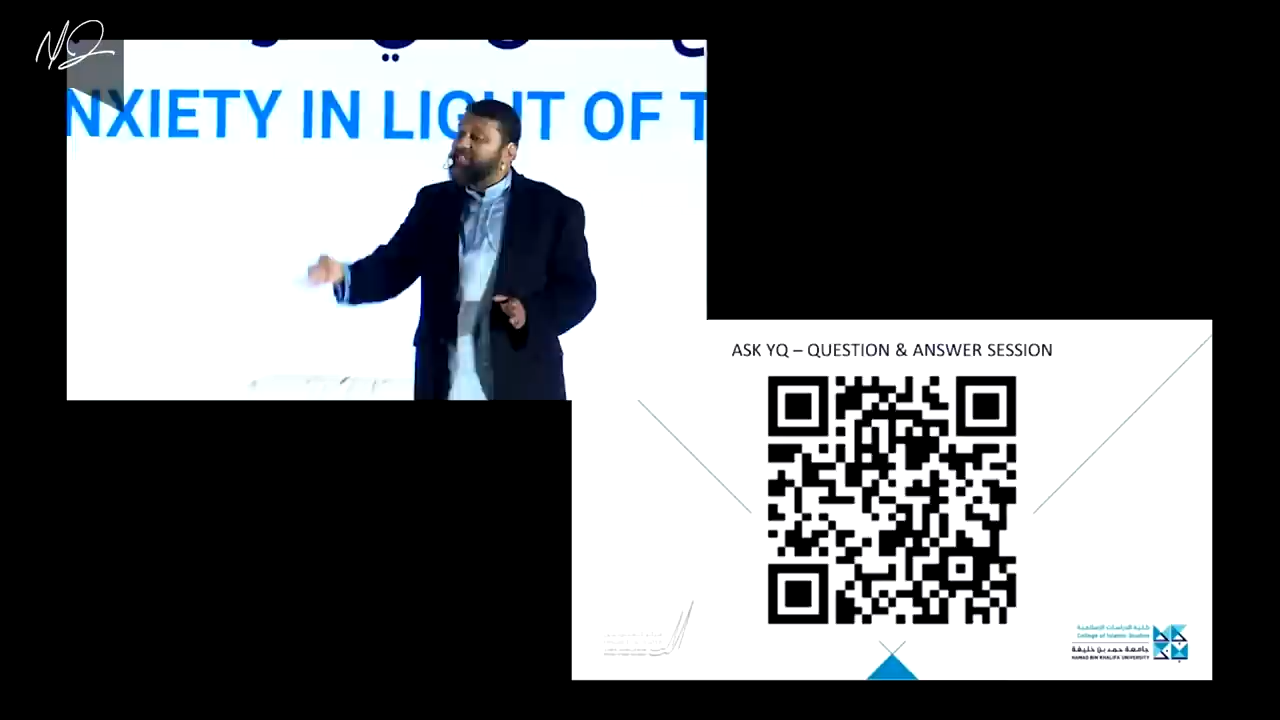 NXIETY IN LIGHT OF T
ASK YQ – QUESTION & ANSWER SESSION
كلية الدراسات الإسلامية
College of Islamic Studies
جامعة حمد بن خليفة
HAMAD BIN KHALIFA UNIVERSITY